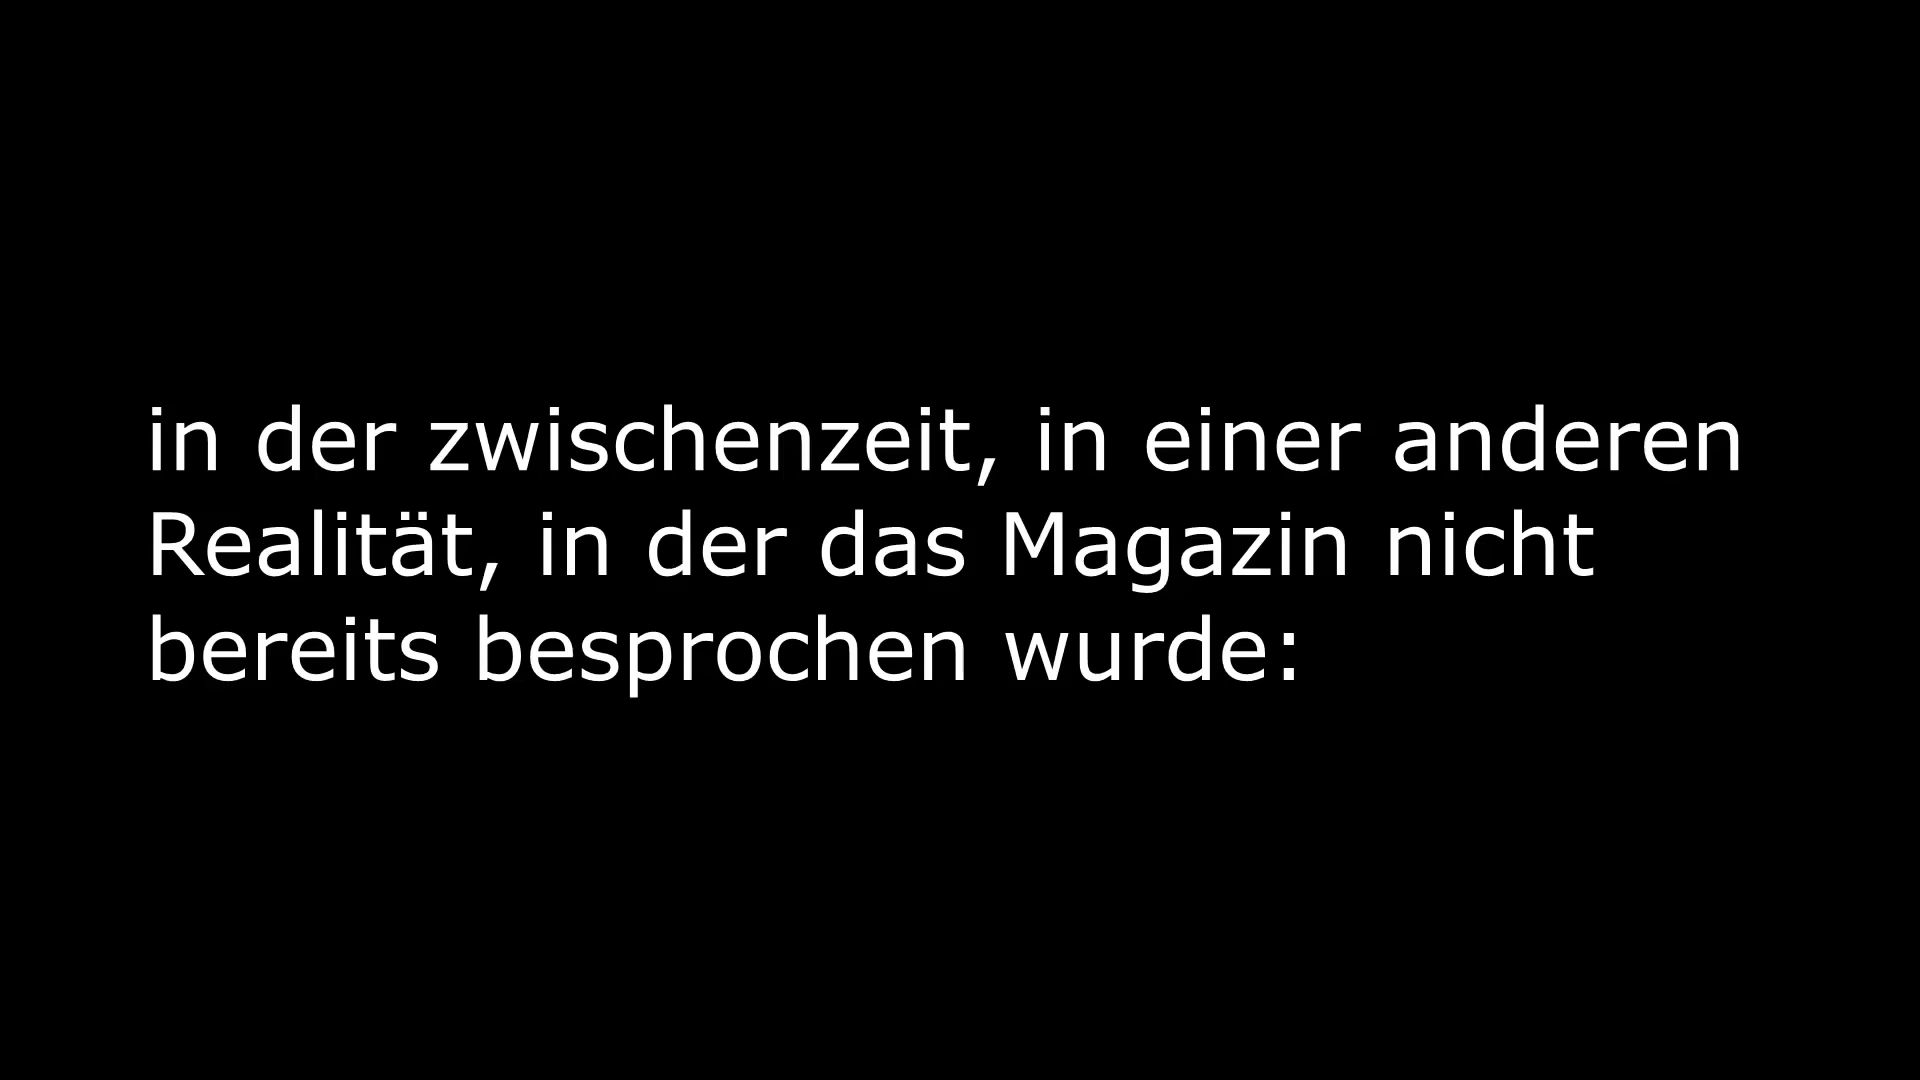 in der zwischenzeit, in einer anderen
Realität, in der das Magazin nicht
bereits besprochen wurde: